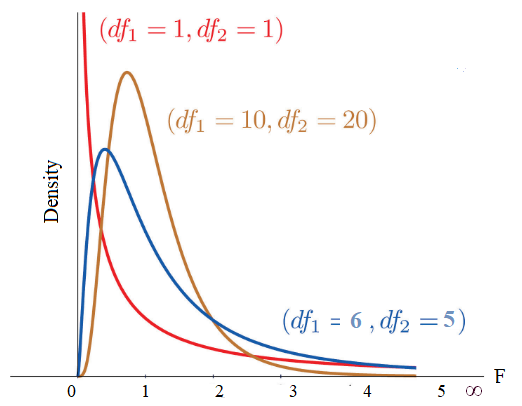 (df₁ = 1, df₂ = 1)
(df₁ = 10, df₂ = 20)
Density
(df₁ = 6 , df₂ = 5)
F
0 1 2 3 4 5 ∞